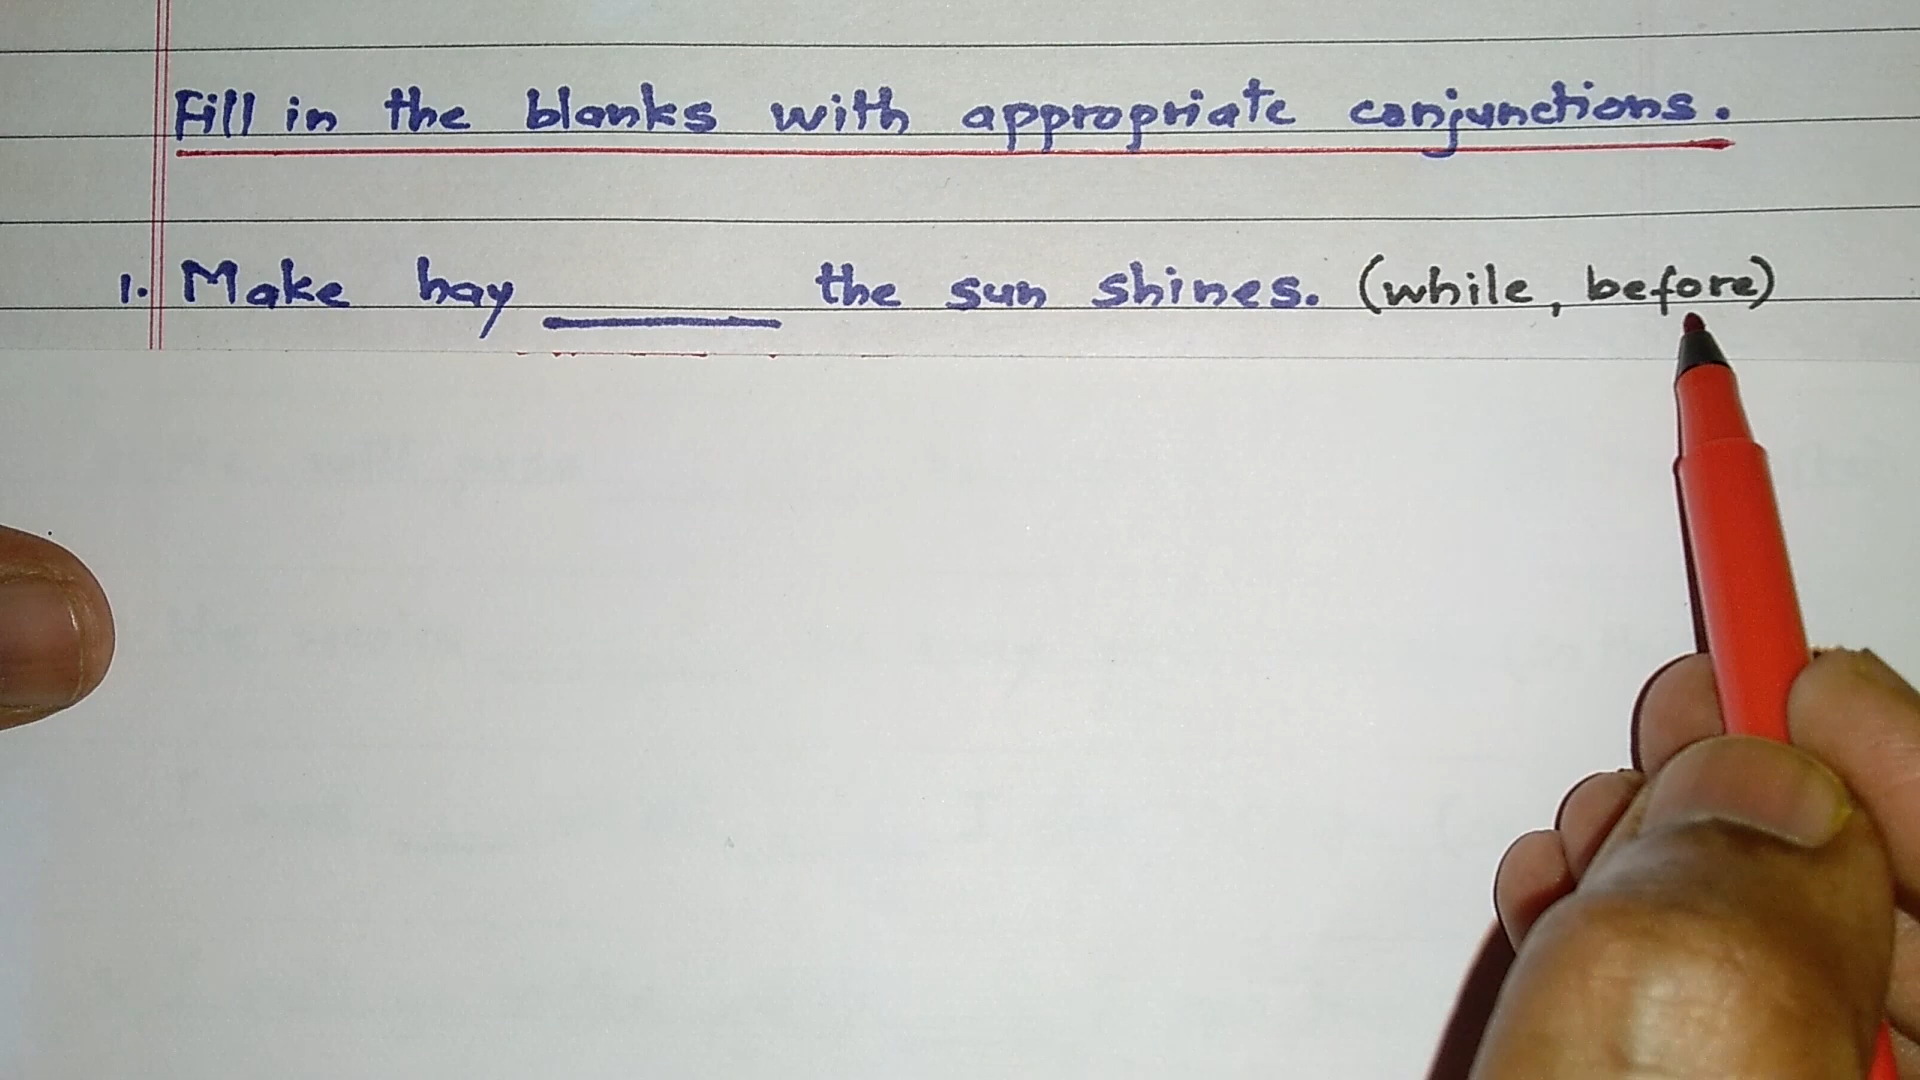 Fill in the blanks with appropriate conjunctions.
1. Make hay ______ the sun shines. (while, before)